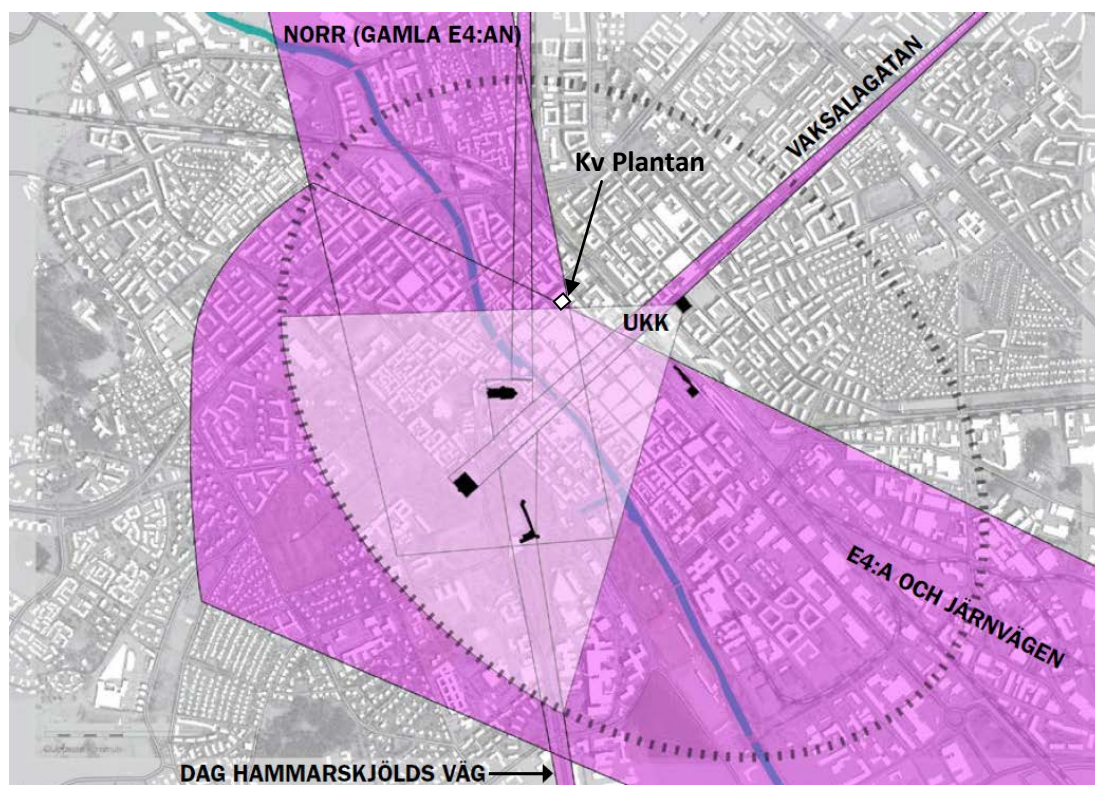 NORR (GAMLA E4:AN)
VAKSALAGATAN
Kv Plantan
UKK
E4:A OCH JÄRNVÄGEN
DAG HAMMARSKJÖLDS VÄG